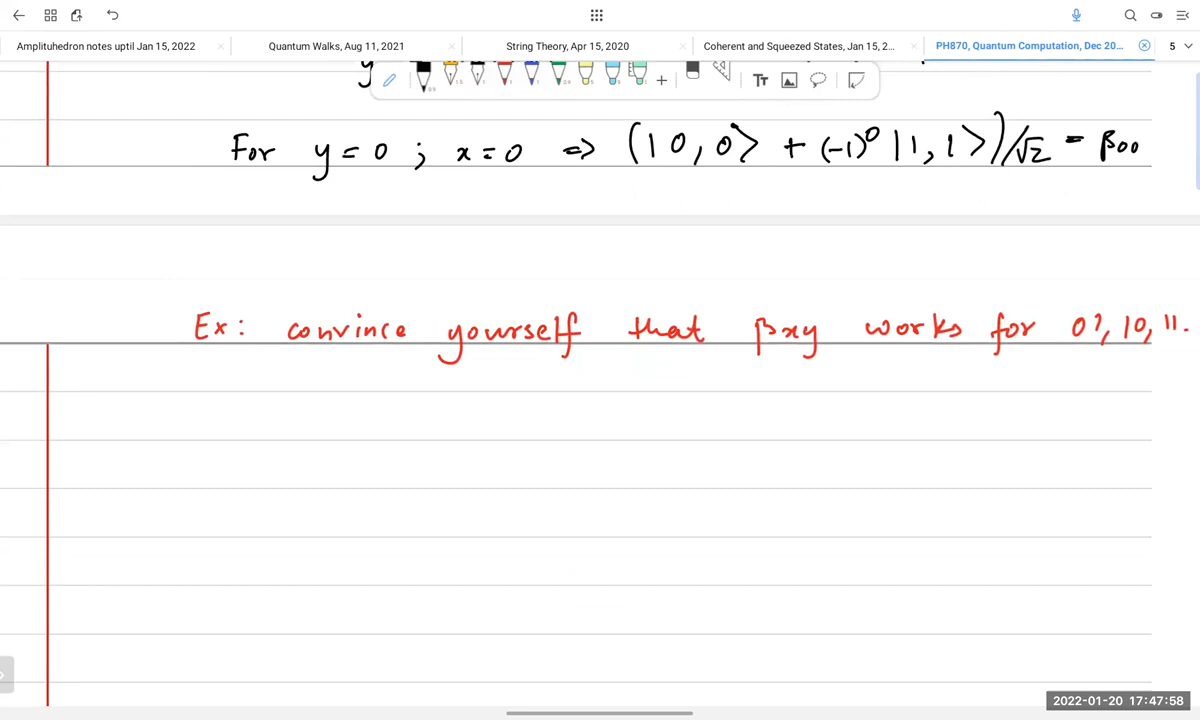 Amplituhedron notes uptil Jan 15, 2022 Quantum Walks, Aug 11, 2021 String Theory, Apr 15, 2020 Coherent and Squeezed States, Jan 15, 2... PH870, Quantum Computation, Dec 20... 5
y
Tт
For y=0 ; x=0 => (|0,0> + (-1)⁰ |1,1>)/√2 = β₀₀
Ex: convince yourself that βxy works for 01, 10, 11.
2022-01-20 17:47:58